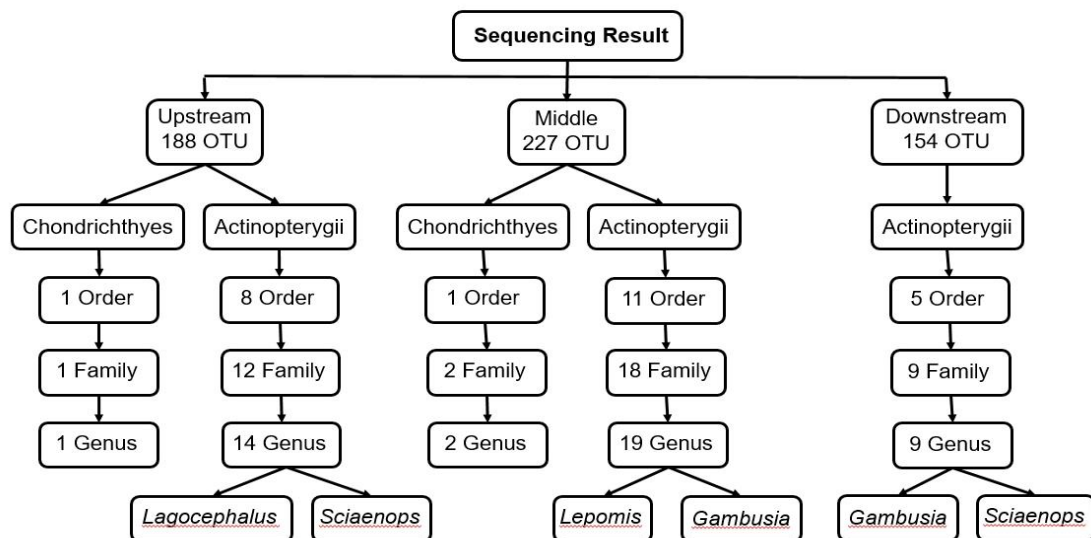 Sequencing Result
Upstream
188 OTU
Middle
227 OTU
Downstream
154 OTU
Chondrichthyes
Actinopterygii
Chondrichthyes
Actinopterygii
Actinopterygii
1 Order
8 Order
1 Order
11 Order
5 Order
1 Family
12 Family
2 Family
18 Family
9 Family
1 Genus
14 Genus
2 Genus
19 Genus
9 Genus
Lagocephalus
Sciaenops
Lepomis
Gambusia
Gambusia
Sciaenops